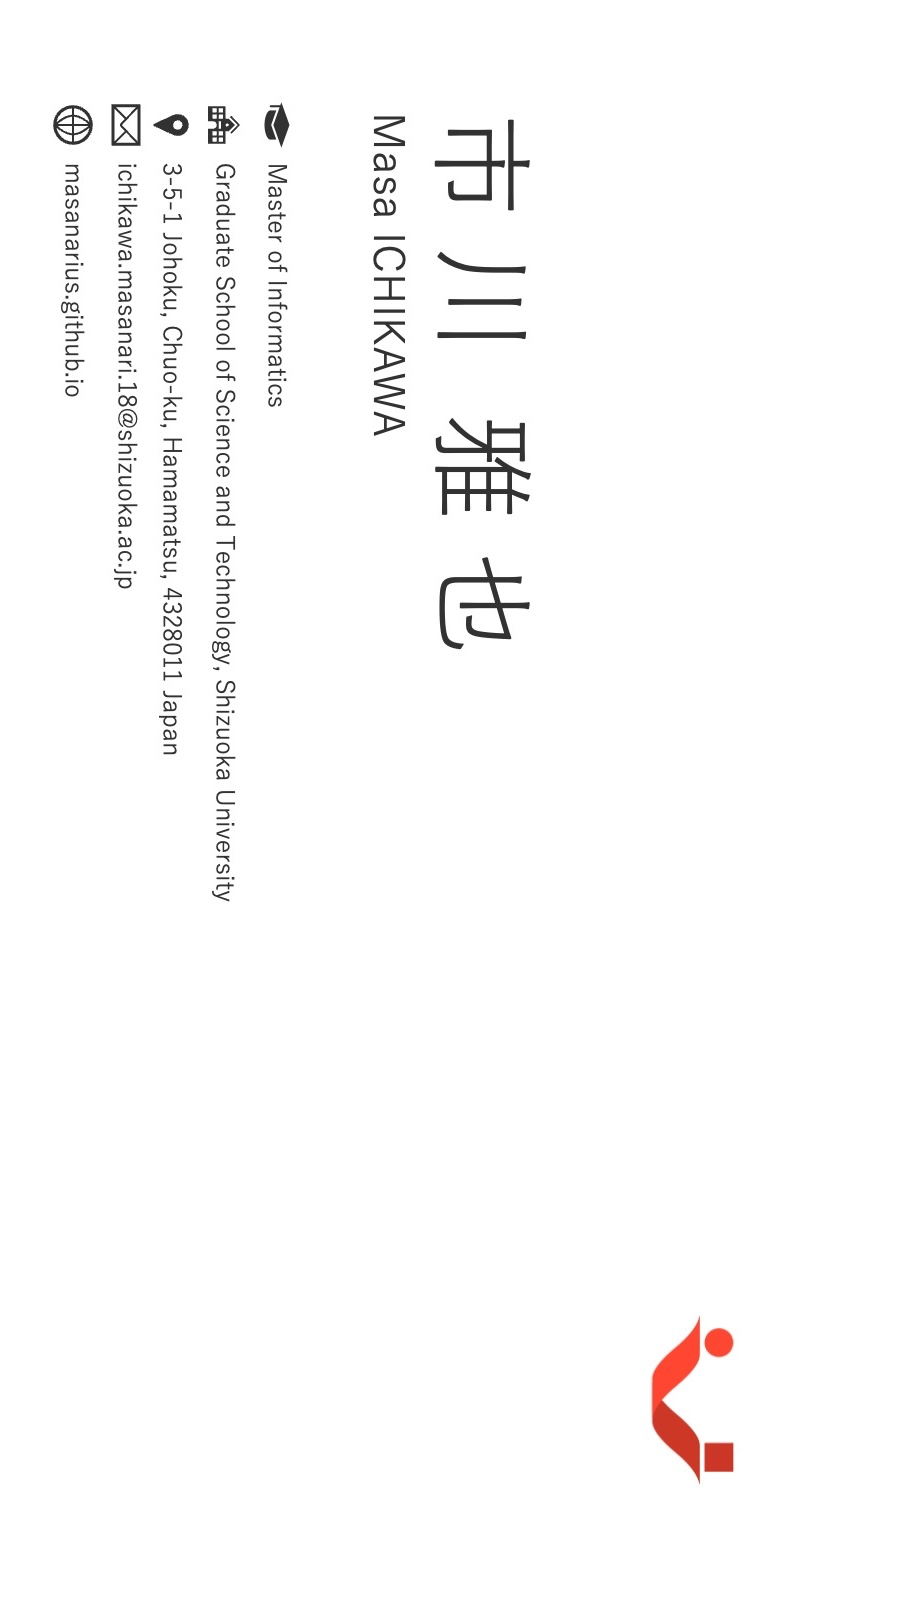 市川 雅也
Masa ICHIKAWA
Master of Informatics
Graduate School of Science and Technology, Shizuoka University
3-5-1 Johoku, Chuo-ku, Hamamatsu, 4328011 Japan
ichikawa.masanari.18@shizuoka.ac.jp
masanarius.github.io